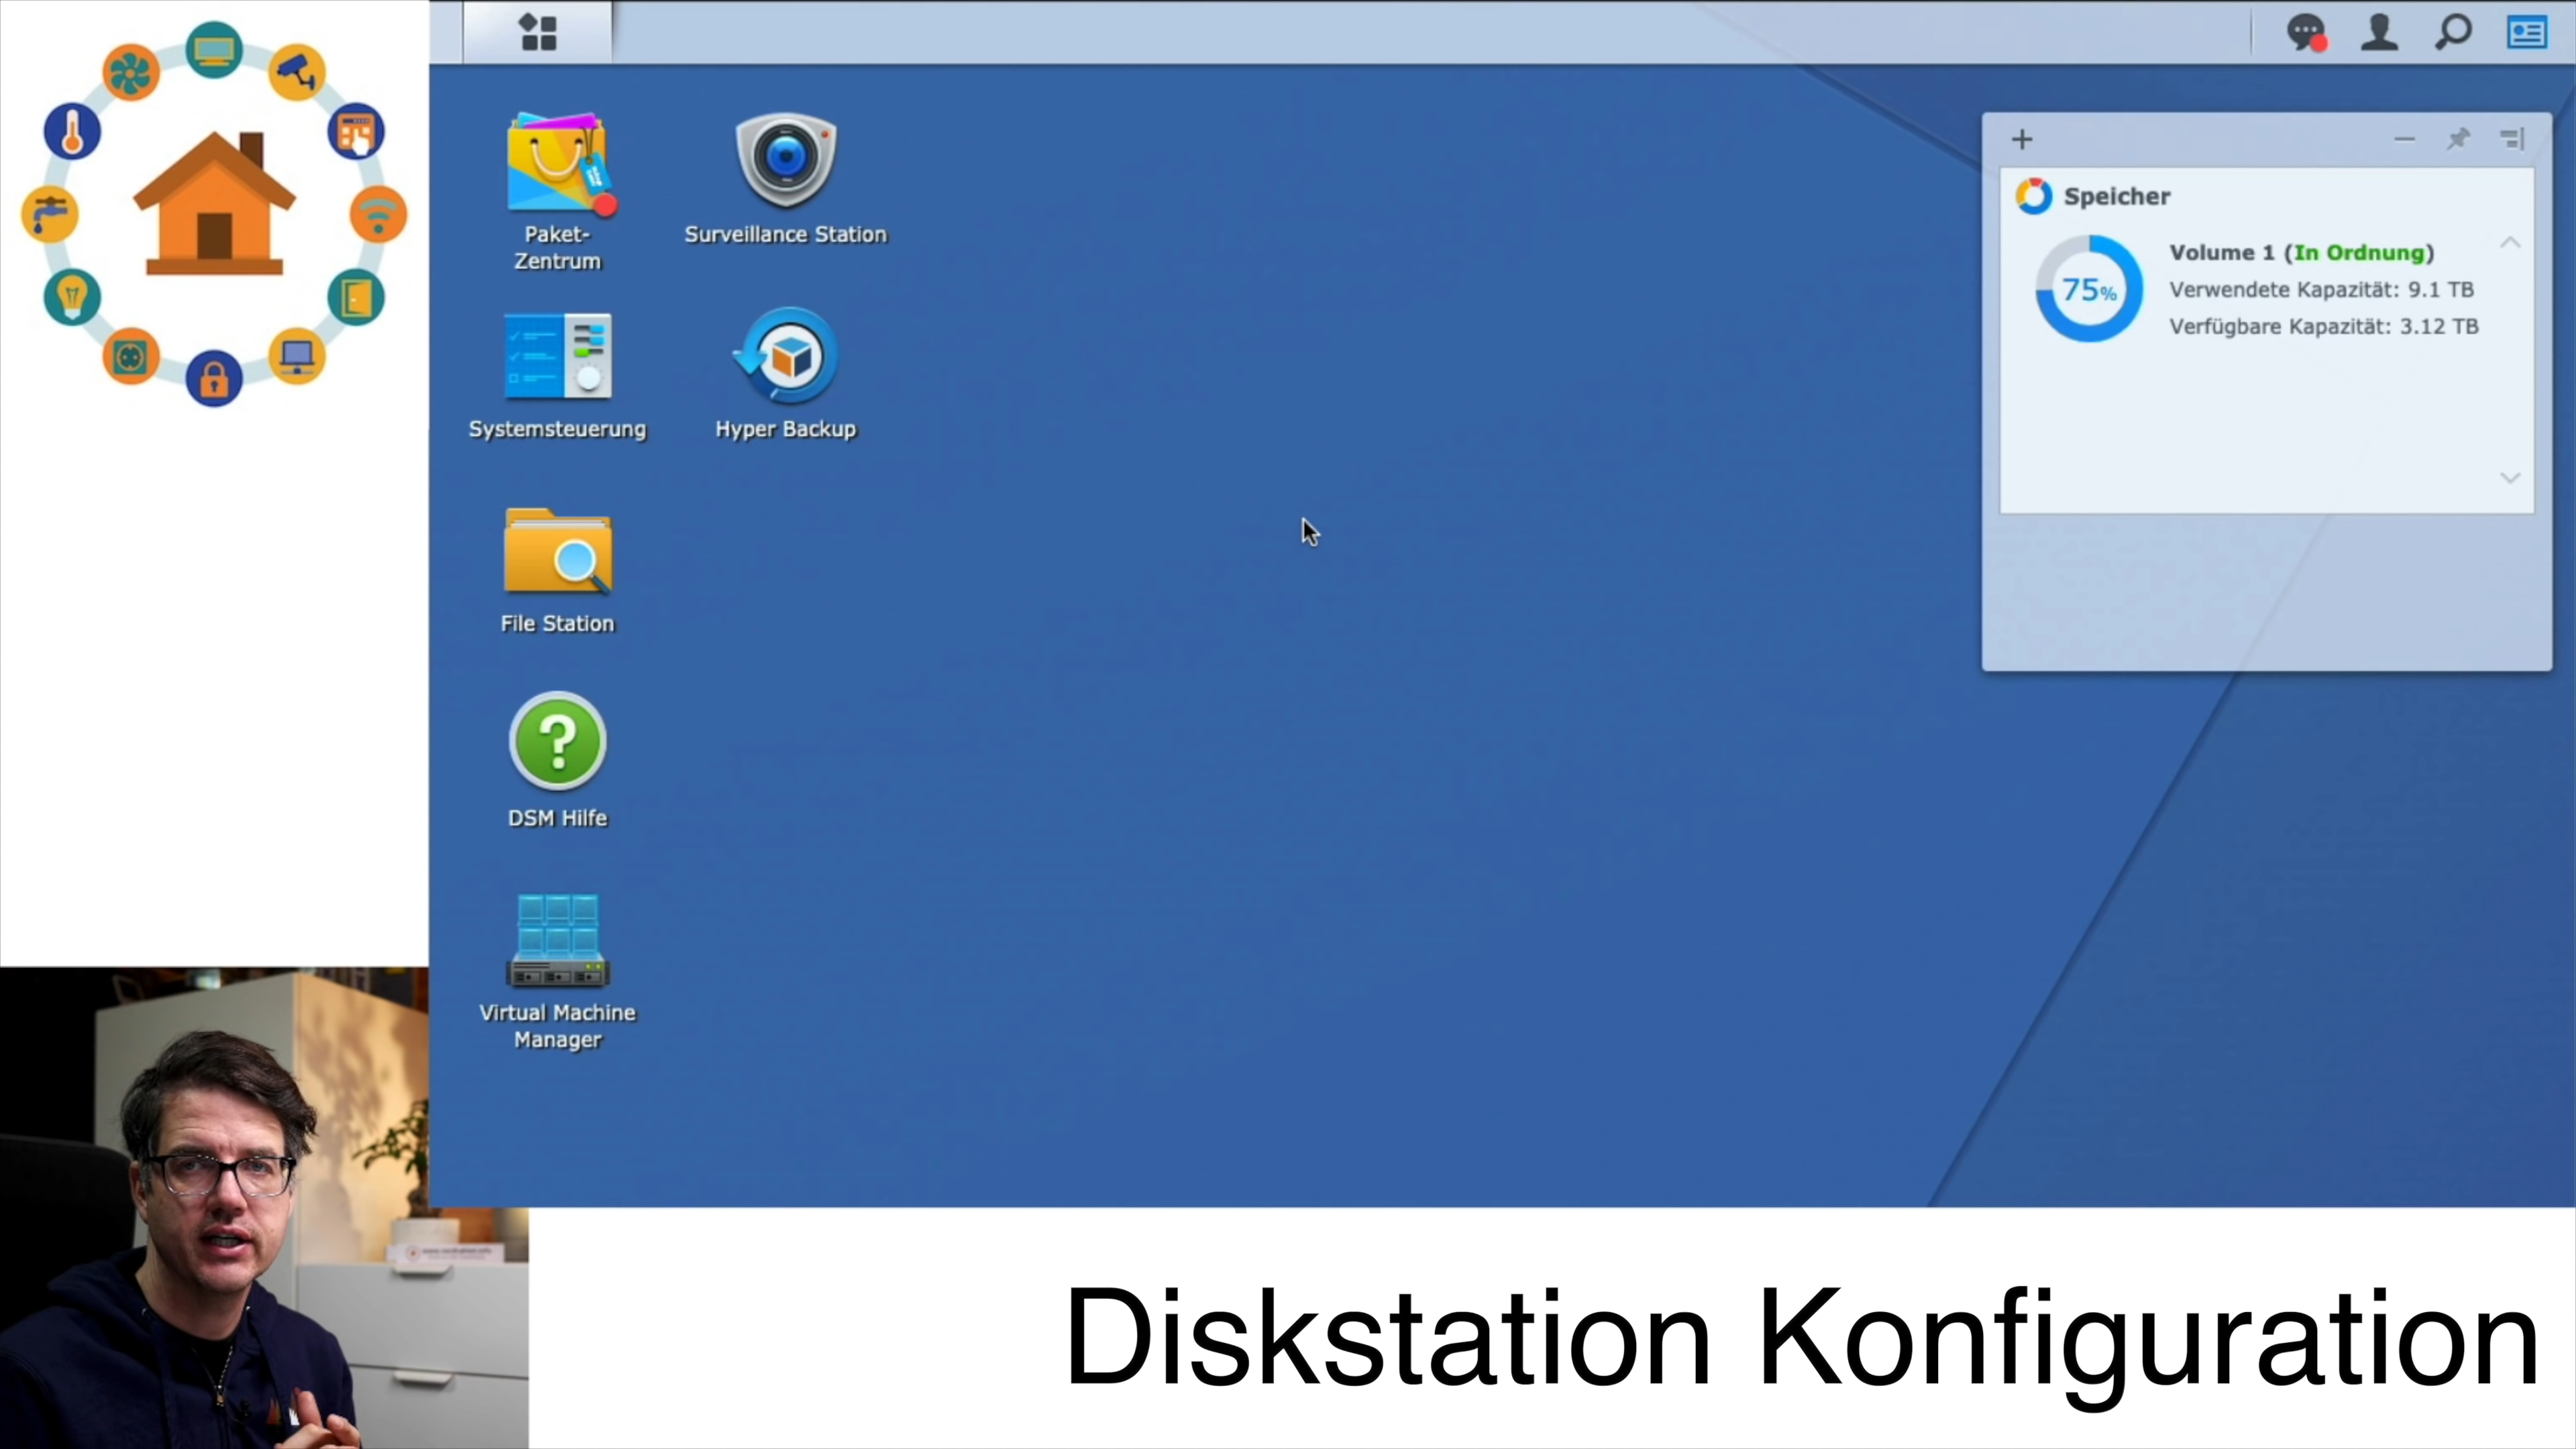 Paket-
Zentrum
Surveillance Station
Systemsteuerung
Hyper Backup
File Station
DSM Hilfe
Virtual Machine
Manager
Speicher
75%
Volume 1 (In Ordnung)
Verwendete Kapazität: 9.1 TB
Verfügbare Kapazität: 3.12 TB
Diskstation Konfiguration